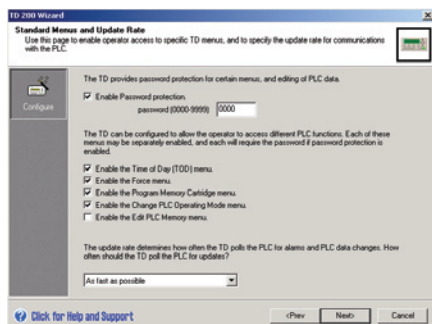 TD 200 Wizard
Standard Menus and Update Rate
Use this page to enable operator access to specific TD menus, and to specify the update rate for communications
with the PLC.
Configure
The TD provides password protection for certain menus, and editing of PLC data.
Enable Password protection.
password (0000-9999) 0000
The TD can be configured to allow the operator to access different PLC functions. Each of these
menus may be separately enabled, and each will require the password if password protection is
enabled.
Enable the Time of Day (TOD) menu.
Enable the Force menu.
Enable the Program Memory Cartridge menu.
Enable the Change PLC Operating Mode menu.
Enable the Edit PLC Memory menu.
The update rate determines how often the TD polls the PLC for alarms and PLC data changes. How
often should the TD poll the PLC for updates?
As fast as possible
Click for Help and Support
<Prev Next> Cancel